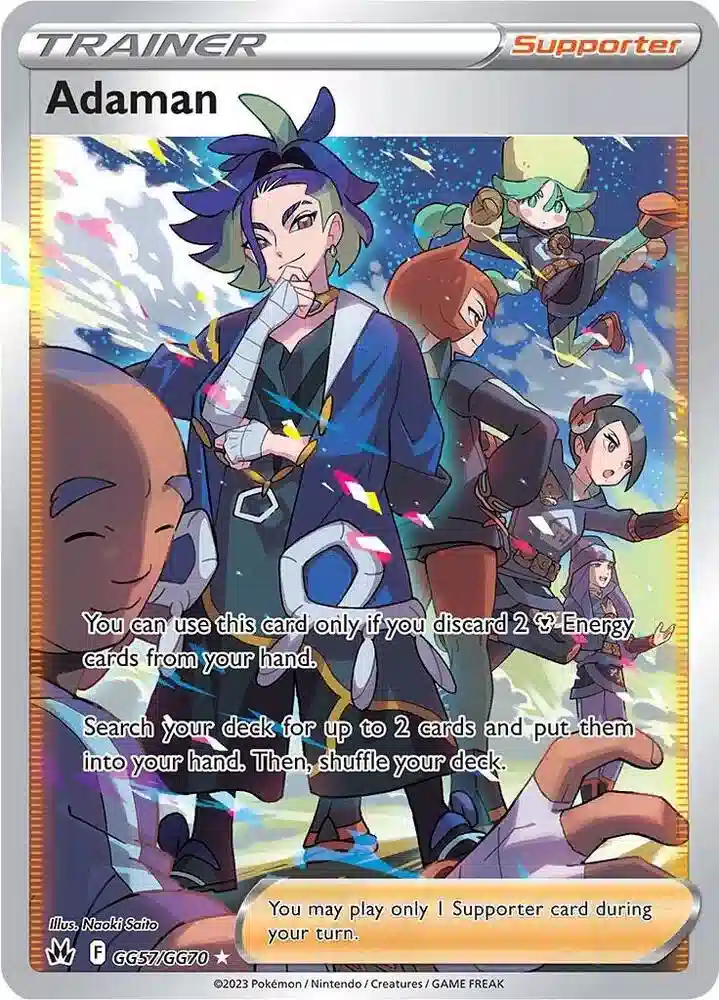 TRAINER
Supporter
Adaman
You can use this card only if you discard 2 Energy
cards from your hand.
Search your deck for up to 2 cards and put them
into your hand. Then, shuffle your deck.
You may play only 1 Supporter card during
your turn.
Illus. Naoki Saito
F GG57/GG70 ★
©2023 Pokémon / Nintendo / Creatures / GAME FREAK